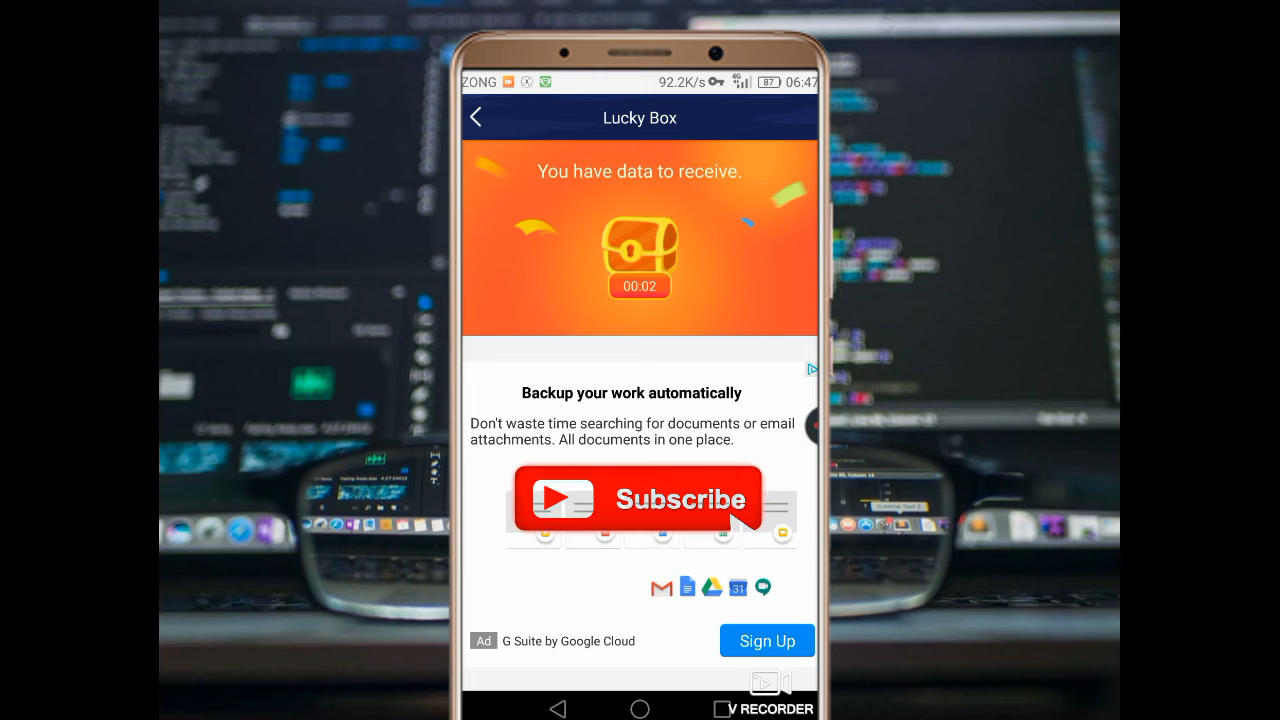 ZONG 92.2K/s 4G 87 06:47
Lucky Box
You have data to receive.
00:02
Backup your work automatically
Don't waste time searching for documents or email
attachments. All documents in one place.
Subscribe
31
Ad G Suite by Google Cloud
Sign Up
V RECORDER